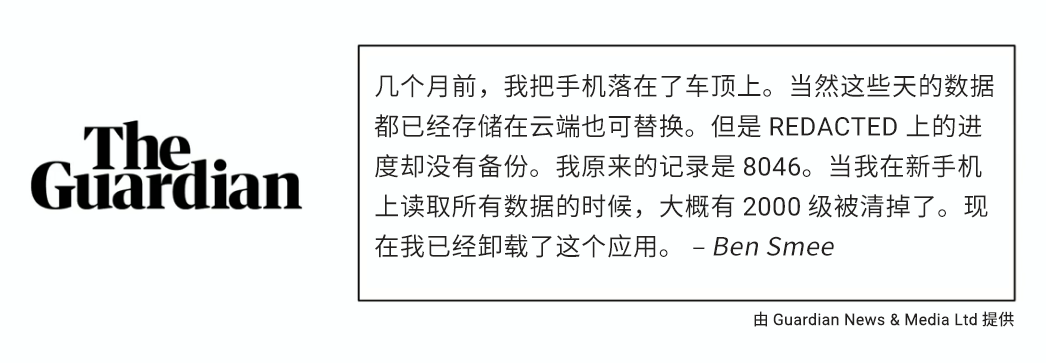 The
Guardian
几个月前，我把手机落在了车顶上。当然这些天的数据
都已经存储在云端也可替换。但是 REDACTED 上的进
度却没有备份。我原来的记录是 8046。当我在新手机
上读取所有数据的时候，大概有 2000 级被清掉了。现
在我已经卸载了这个应用。 – Ben Smee
由 Guardian News & Media Ltd 提供